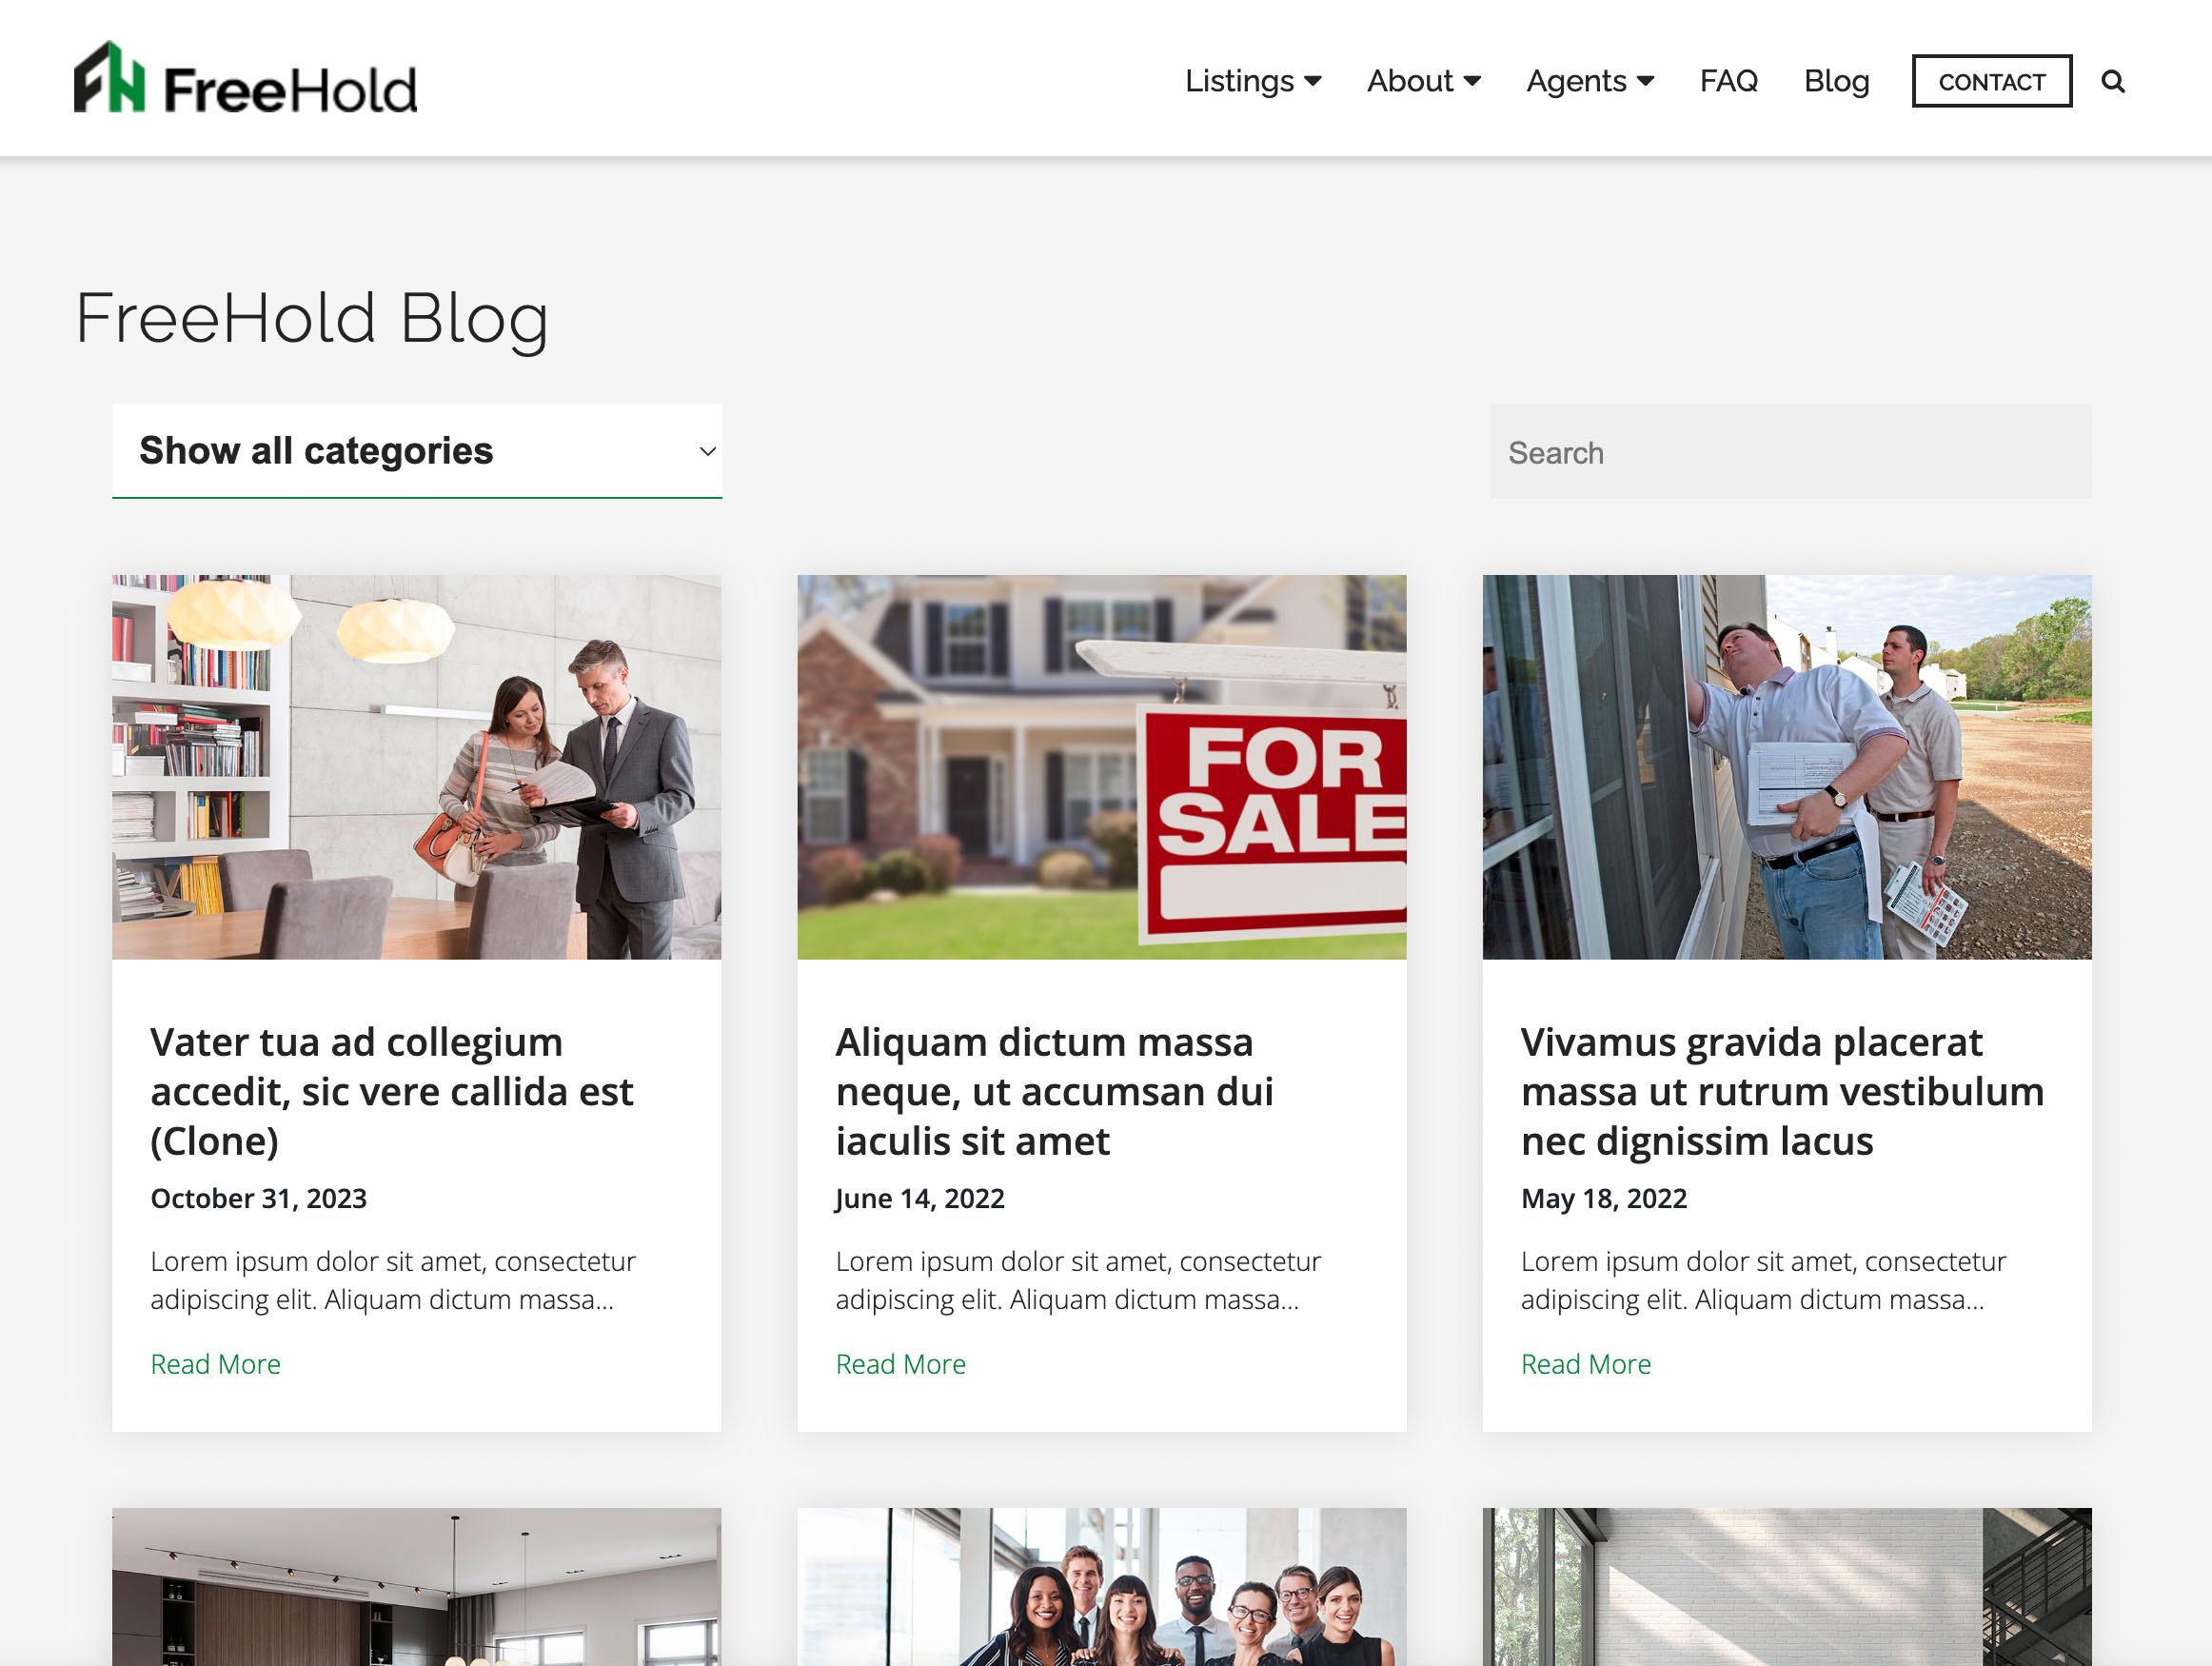 FreeHold
Listings About Agents FAQ Blog CONTACT
FreeHold Blog
Show all categories
Search
FOR
SALE
Vater tua ad collegium
accedit, sic vere callida est
(Clone)
October 31, 2023
Lorem ipsum dolor sit amet, consectetur
adipiscing elit. Aliquam dictum massa...
Read More
Aliquam dictum massa
neque, ut accumsan dui
iaculis sit amet
June 14, 2022
Lorem ipsum dolor sit amet, consectetur
adipiscing elit. Aliquam dictum massa...
Read More
Vivamus gravida placerat
massa ut rutrum vestibulum
nec dignissim lacus
May 18, 2022
Lorem ipsum dolor sit amet, consectetur
adipiscing elit. Aliquam dictum massa...
Read More